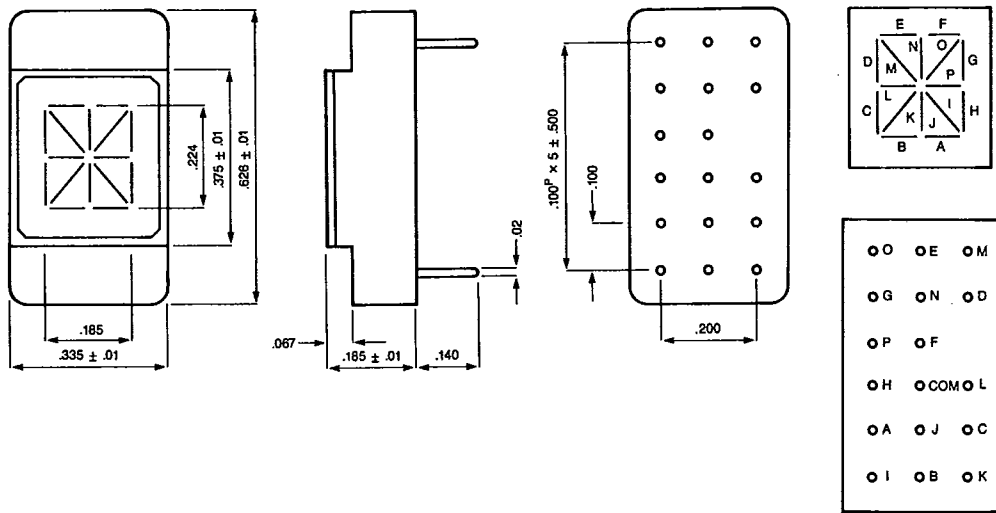 .224
.375 ± .01
.626 ± .01
.185
.335 ± .01
.067
.185 ± .01
.140
.02
.100ᴾ × 5 ± .500
.100
.200
E F
D M N O G
P
L I
C K J H
B A
O E M
G N D
P F
H COM L
A J C
I B K